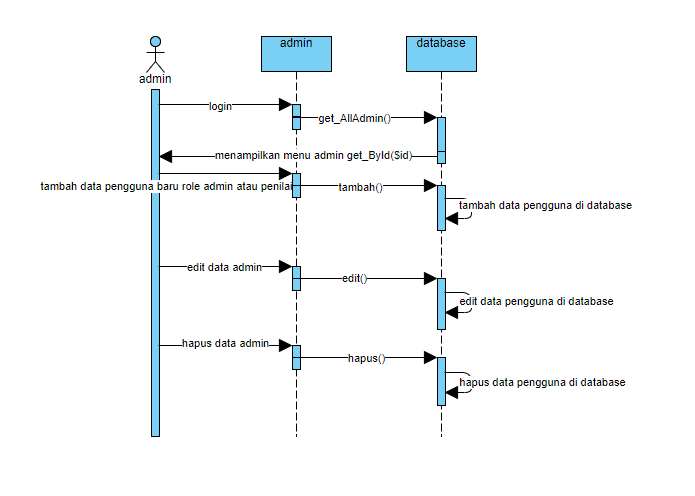 admin
database
admin
login
get_AllAdmin()
menampilkan menu admin get_ById($id)
tambah data pengguna baru role admin atau penilai
tambah()
tambah data pengguna di database
edit data admin
edit()
edit data pengguna di database
hapus data admin
hapus()
hapus data pengguna di database